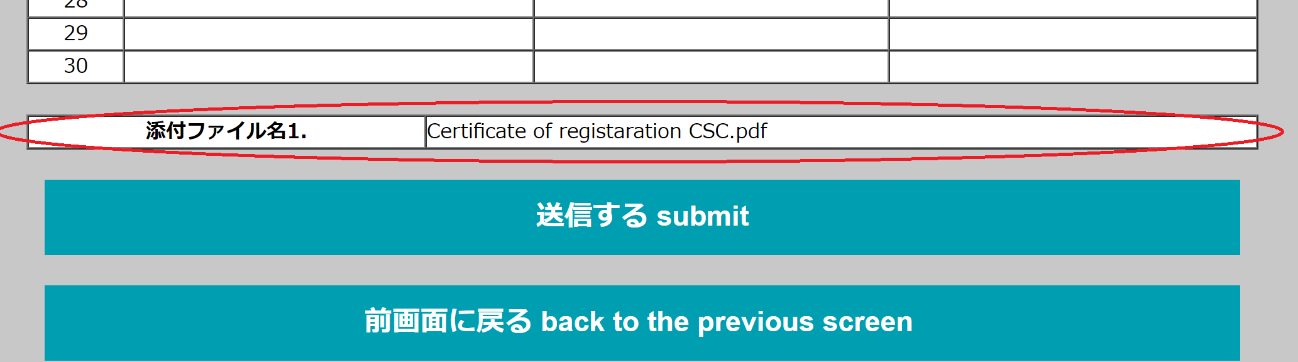 28
29
30
添付ファイル名1. Certificate of registaration CSC.pdf
送信する submit
前画面に戻る back to the previous screen